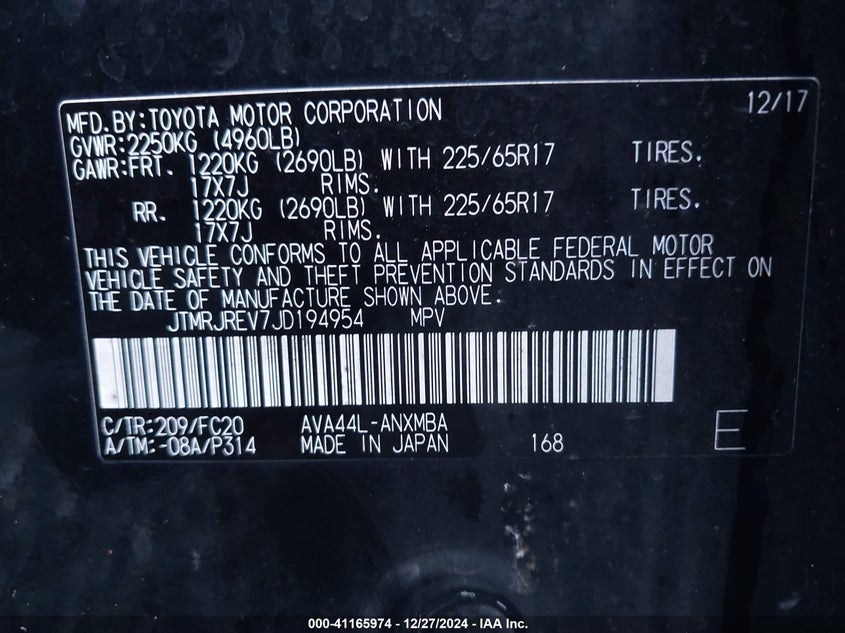 MFD.BY:TOYOTA MOTOR CORPORATION 12/17
GVWR:2250KG (4960LB)
GAWR:FRT. 1220KG (2690LB) WITH 225/65R17 TIRES.
17X7J RIMS.
RR. 1220KG (2690LB) WITH 225/65R17 TIRES.
17X7J RIMS.
THIS VEHICLE CONFORMS TO ALL APPLICABLE FEDERAL MOTOR
VEHICLE SAFETY AND THEFT PREVENTION STANDARDS IN EFFECT ON
THE DATE OF MANUFACTURE SHOWN ABOVE.
JTMRJREV7JD194954 MPV
C/TR:209/FC20 AVA44L-ANXMBA
A/TM:-08A/P314 MADE IN JAPAN 168 E
000-41165974 - 12/27/2024 - IAA Inc.